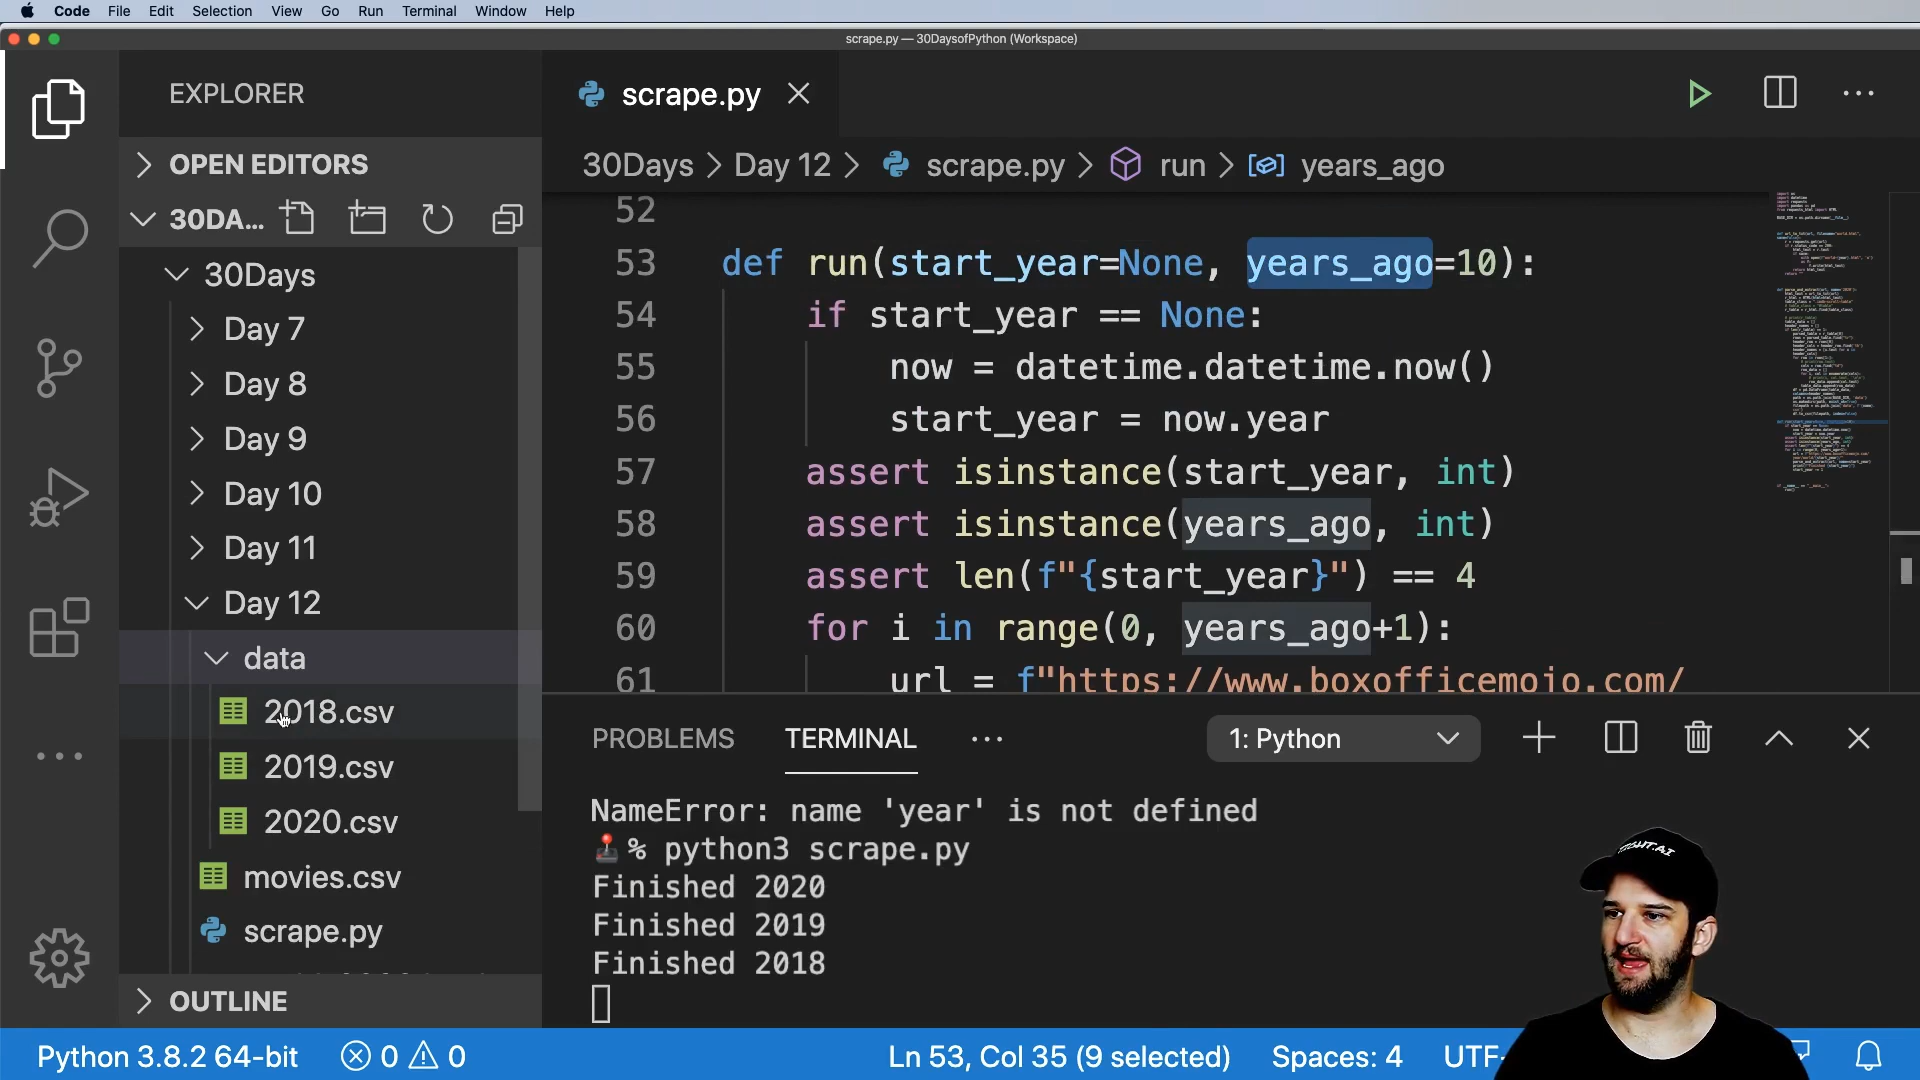 Code File Edit Selection View Go Run Terminal Window Help
scrape.py — 30DaysofPython (Workspace)
EXPLORER
OPEN EDITORS
30DA...
30Days
Day 7
Day 8
Day 9
Day 10
Day 11
Day 12
data
2018.csv
2019.csv
2020.csv
movies.csv
scrape.py
OUTLINE
scrape.py
30Days > Day 12 > scrape.py > run > years_ago
52
53 def run(start_year=None, years_ago=10):
54 if start_year == None:
55 now = datetime.datetime.now()
56 start_year = now.year
57 assert isinstance(start_year, int)
58 assert isinstance(years_ago, int)
59 assert len(f"{start_year}") == 4
60 for i in range(0, years_ago+1):
61 url = f"https://www.boxofficemojo.com/
PROBLEMS TERMINAL ... 1: Python
NameError: name 'year' is not defined
% python3 scrape.py
Finished 2020
Finished 2019
Finished 2018
Python 3.8.2 64-bit 0 0 Ln 53, Col 35 (9 selected) Spaces: 4 UTF-